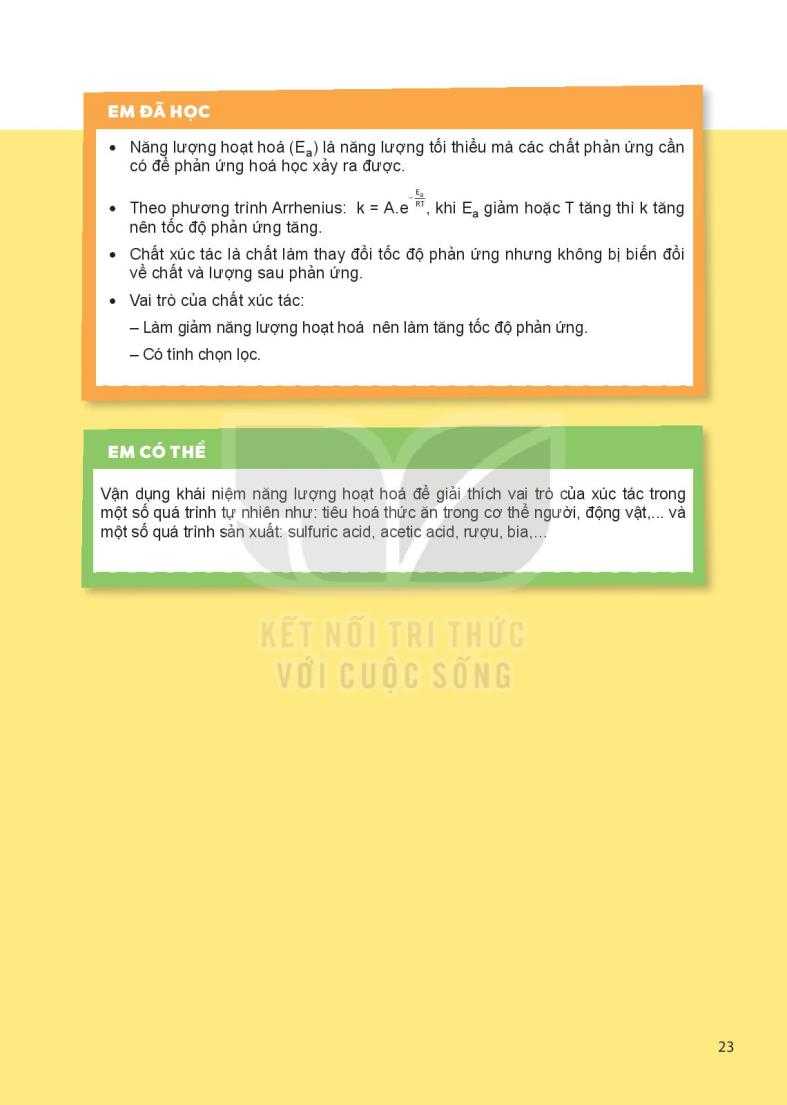 EM ĐÃ HỌC
• Năng lượng hoạt hoá (Eₐ) là năng lượng tối thiểu mà các chất phản ứng cần
có để phản ứng hoá học xảy ra được.
• Theo phương trình Arrhenius: k = A.e^(-Eₐ/RT), khi Eₐ giảm hoặc T tăng thì k tăng
nên tốc độ phản ứng tăng.
• Chất xúc tác là chất làm thay đổi tốc độ phản ứng nhưng không bị biến đổi
về chất và lượng sau phản ứng.
• Vai trò của chất xúc tác:
– Làm giảm năng lượng hoạt hoá nên làm tăng tốc độ phản ứng.
– Có tính chọn lọc.
EM CÓ THỂ
Vận dụng khái niệm năng lượng hoạt hoá để giải thích vai trò của xúc tác trong
một số quá trình tự nhiên như: tiêu hoá thức ăn trong cơ thể người, động vật,... và
một số quá trình sản xuất: sulfuric acid, acetic acid, rượu, bia,...
KẾT NỐI TRI THỨC
VỚI CUỘC SỐNG
23